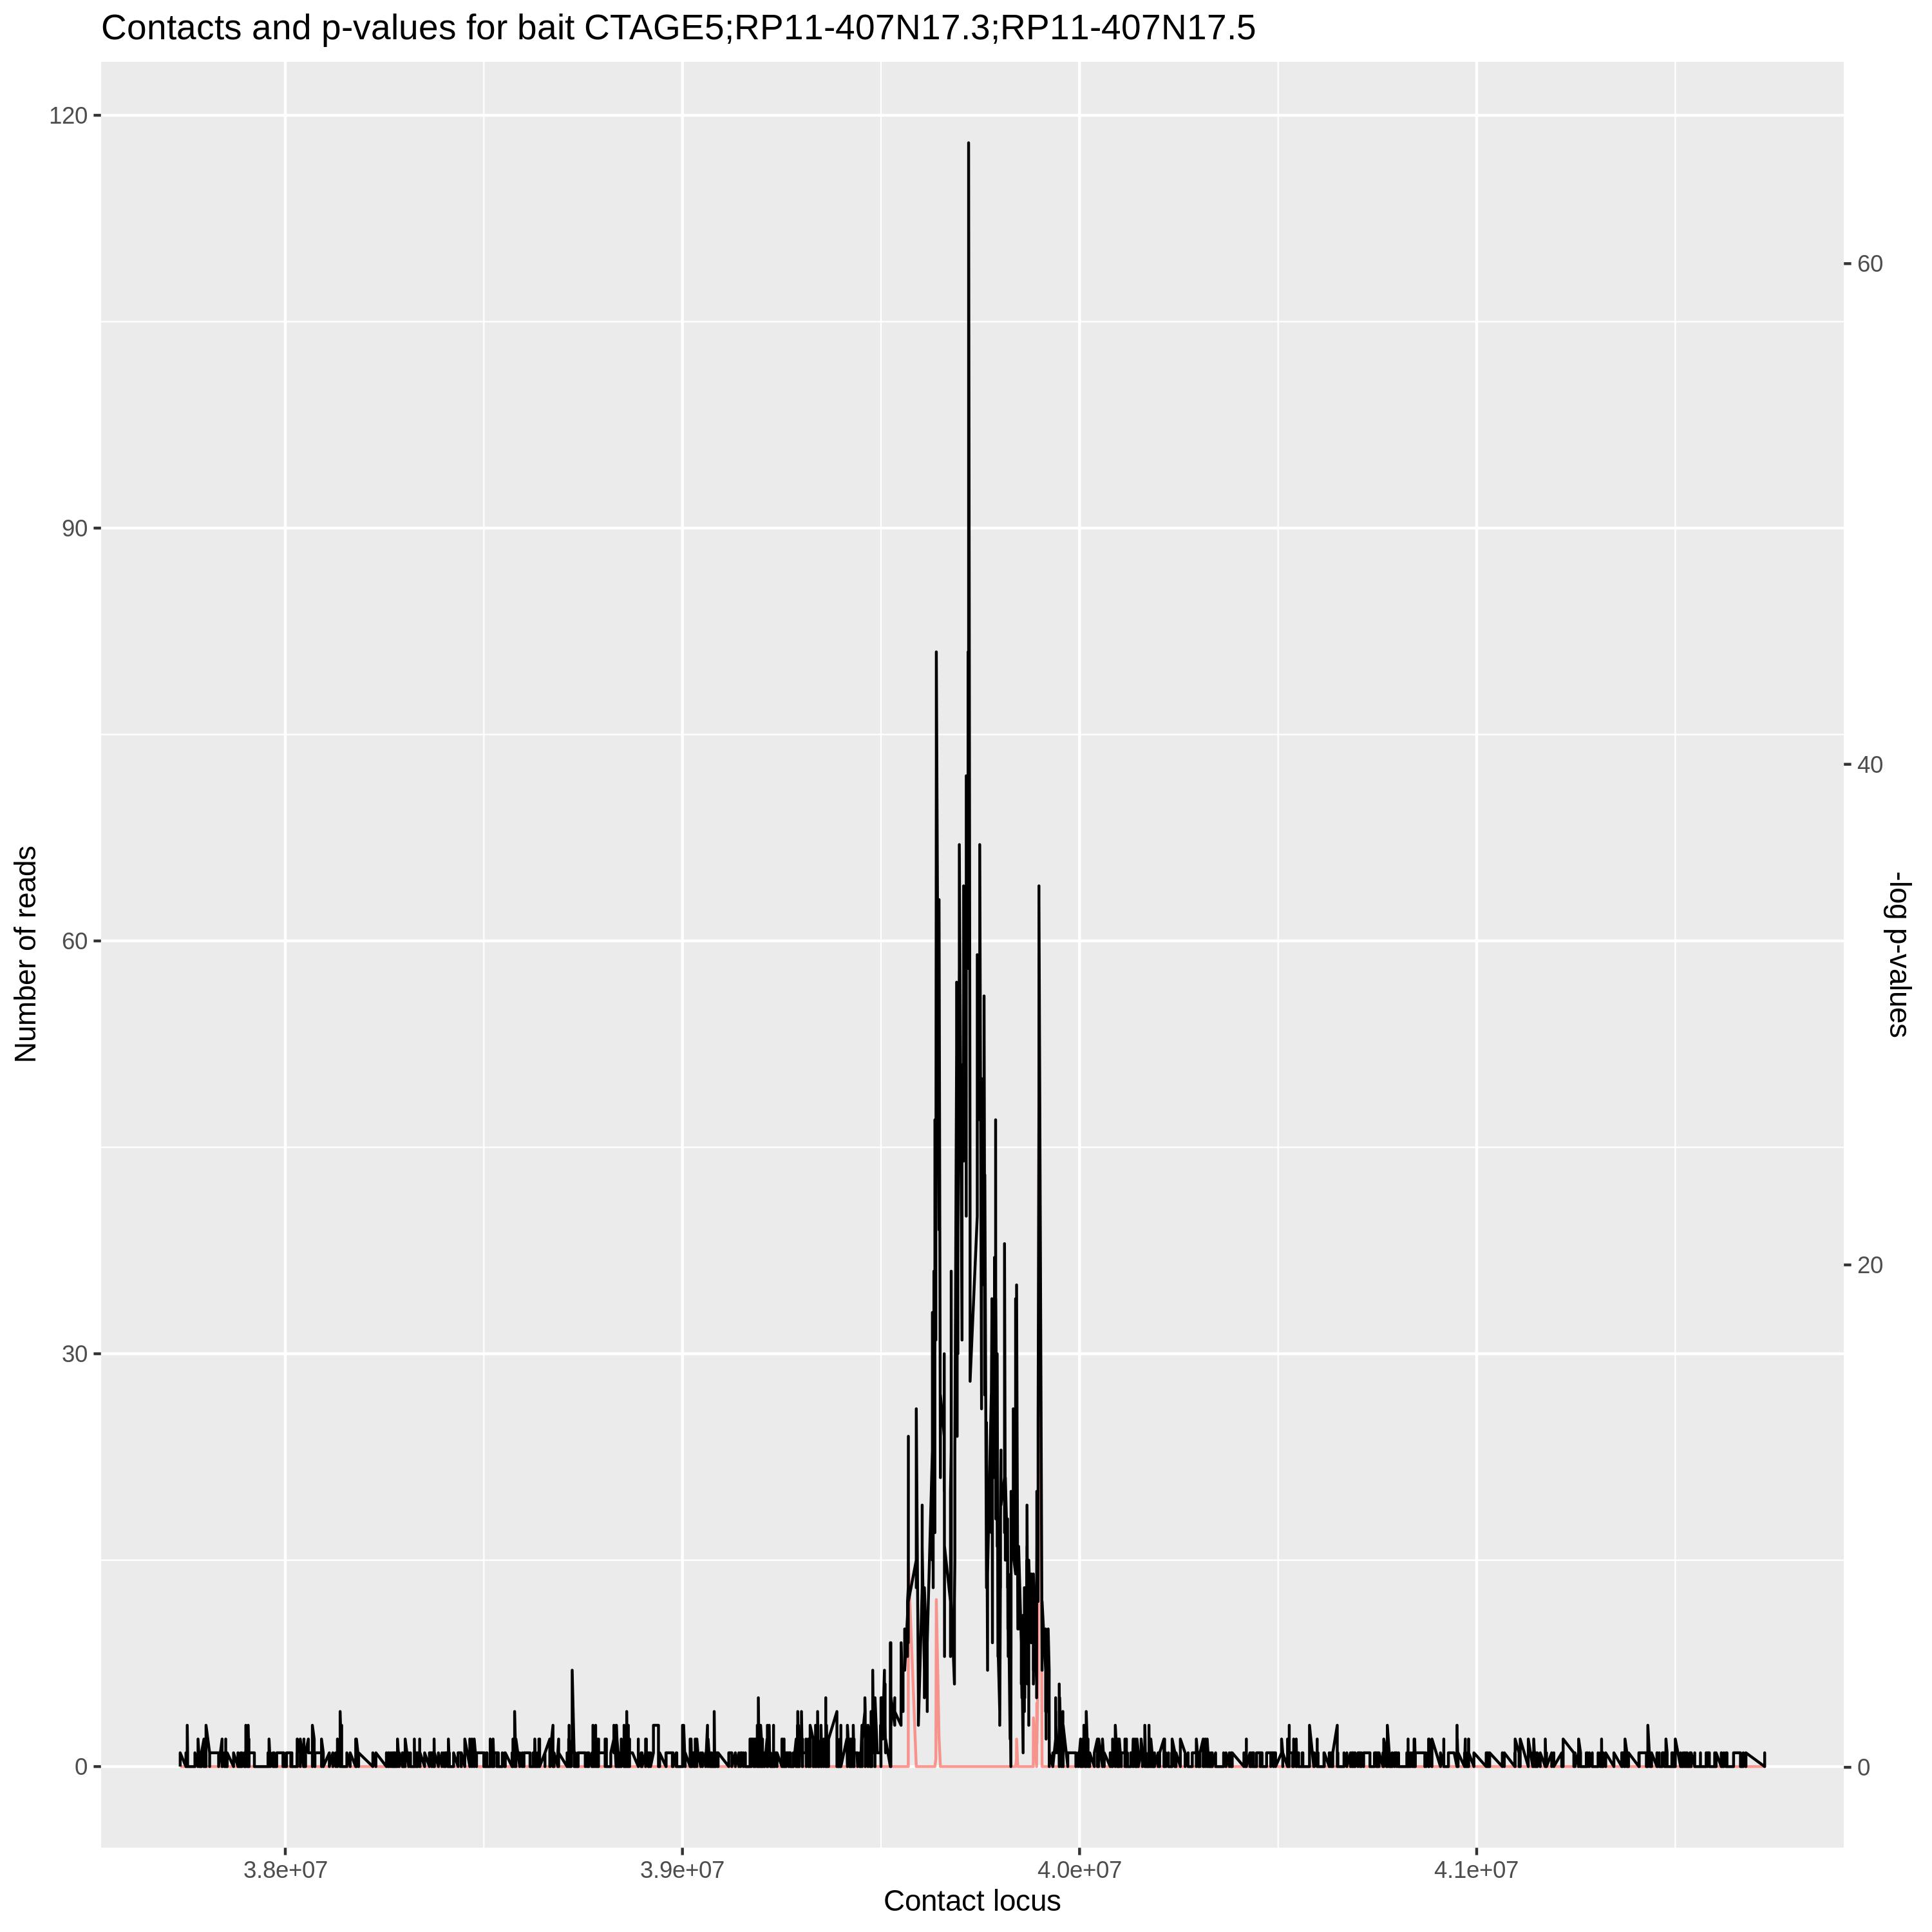 Contacts and p-values for bait CTAGE5;RP11-407N17.3;RP11-407N17.5
120
90
60
30
0
Number of reads
60
40
20
0
-log p-values
3.8e+07
3.9e+07
4.0e+07
4.1e+07
Contact locus